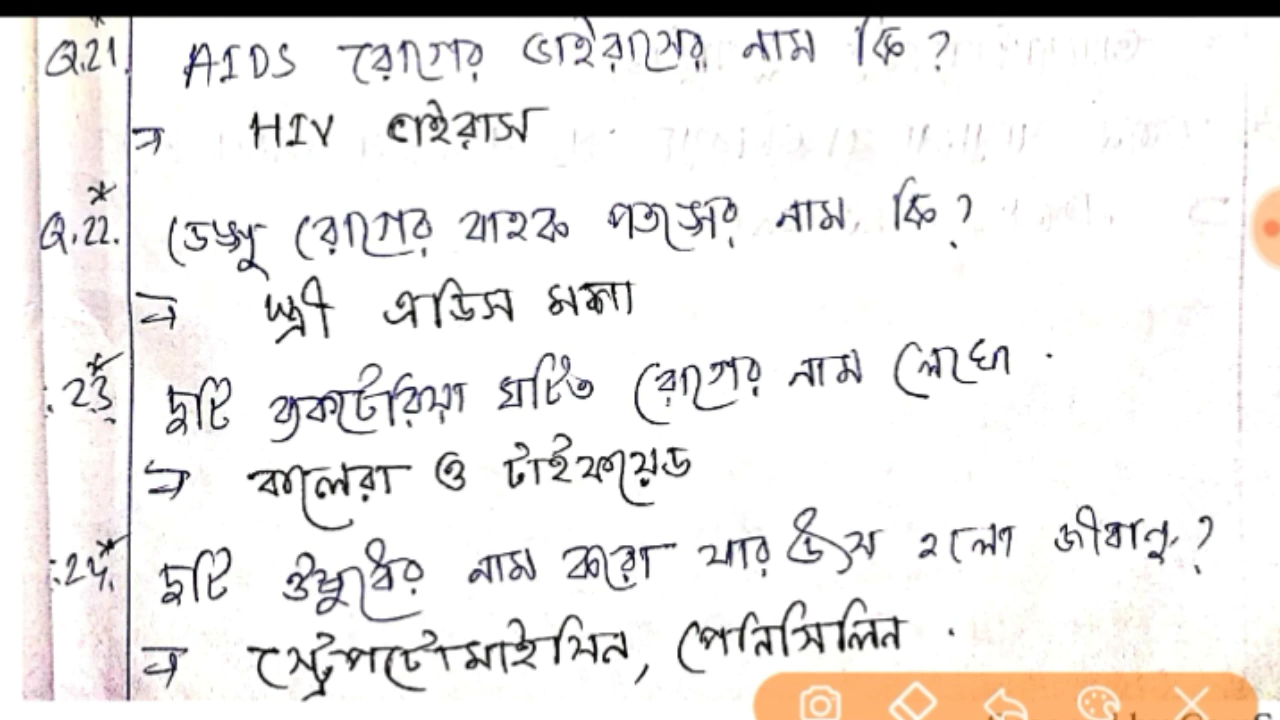 Q.21. AIDS রোগের ভাইরাসের নাম কি?
⇒ HIV ভাইরাস
*
Q.22. ডেঙ্গু রোগের বাহক পতঙ্গের নাম কি?
⇒ স্ত্রী এডিস মশা
*
.23 দুটি ব্যাকটেরিয়া ঘটিত রোগের নাম লেখো .
⇒ কলেরা ও টাইফয়েড
*
.24. দুটি ঔষুধের নাম করো যার উৎস হলো জীবানু?
⇒ স্ট্রেপটোমাইসিন, পেনিসিলিন .